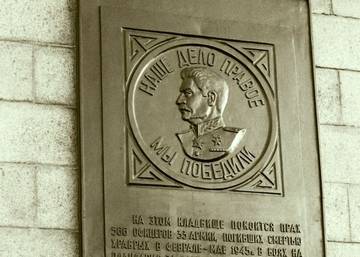 НАШЕ ДЕЛО ПРАВОЕ
МЫ ПОБЕДИЛИ
НА ЭТОМ КЛАДБИЩЕ ПОКОИТСЯ ПРАХ
566 ОФИЦЕРОВ 33 АРМИИ, ПОГИБШИХ СМЕРТЬЮ
ХРАБРЫХ В ФЕВРАЛЕ-МАЕ 1945г. В БОЯХ НА